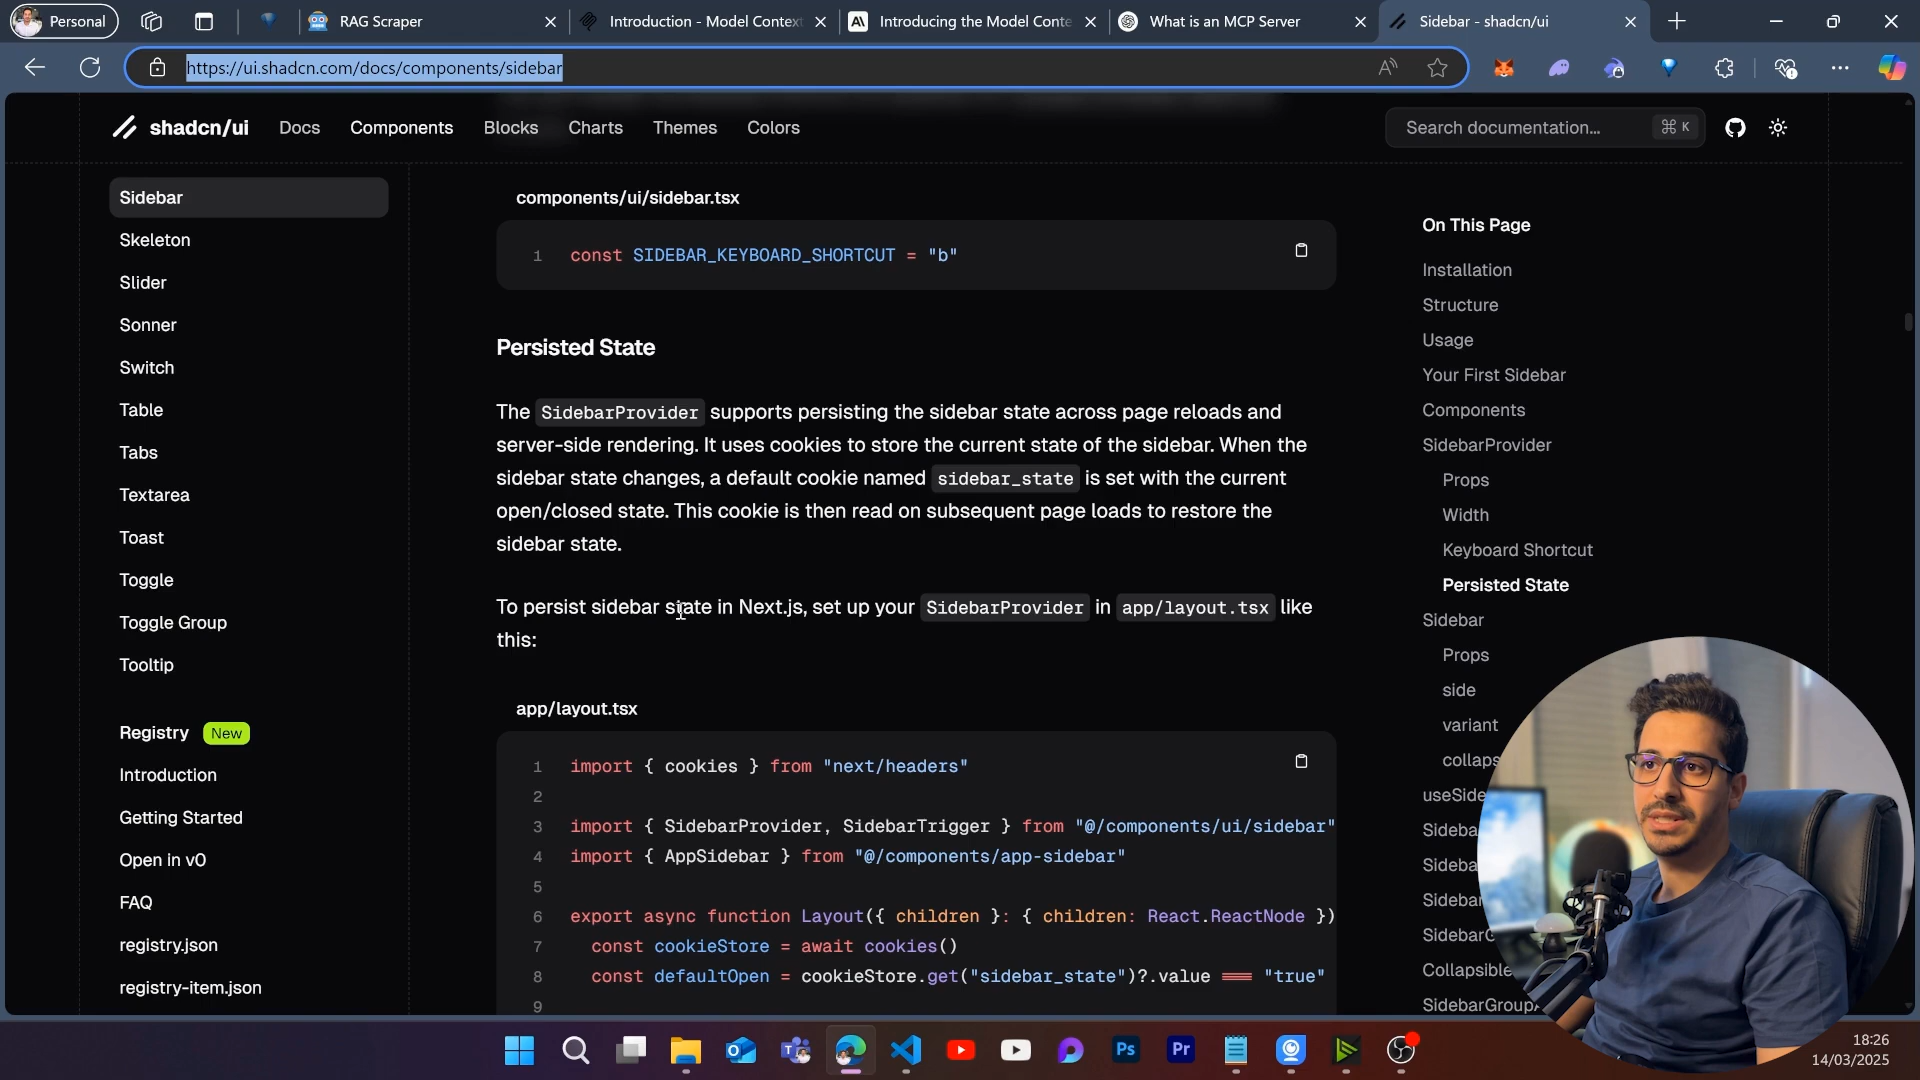 Personal
RAG Scraper
Introduction - Model Context
Introducing the Model Conte
What is an MCP Server
Sidebar - shadcn/ui
https://ui.shadcn.com/docs/components/sidebar
shadcn/ui
Docs
Components
Blocks
Charts
Themes
Colors
Search documentation...
⌘ K
Sidebar
Skeleton
Slider
Sonner
Switch
Table
Tabs
Textarea
Toast
Toggle
Toggle Group
Tooltip
Registry New
Introduction
Getting Started
Open in v0
FAQ
registry.json
registry-item.json
components/ui/sidebar.tsx
1 const SIDEBAR_KEYBOARD_SHORTCUT = "b"
Persisted State
The SidebarProvider supports persisting the sidebar state across page reloads and
server-side rendering. It uses cookies to store the current state of the sidebar. When the
sidebar state changes, a default cookie named sidebar_state is set with the current
open/closed state. This cookie is then read on subsequent page loads to restore the
sidebar state.
To persist sidebar state in Next.js, set up your SidebarProvider in app/layout.tsx like
this:
app/layout.tsx
1 import { cookies } from "next/headers"
2
3 import { SidebarProvider, SidebarTrigger } from "@/components/ui/sidebar"
4 import { AppSidebar } from "@/components/app-sidebar"
5
6 export async function Layout({ children }: { children: React.ReactNode })
7 const cookieStore = await cookies()
8 const defaultOpen = cookieStore.get("sidebar_state")?.value === "true"
9
On This Page
Installation
Structure
Usage
Your First Sidebar
Components
SidebarProvider
Props
Width
Keyboard Shortcut
Persisted State
Sidebar
Props
side
variant
collaps
useSide
Sideba
Sideba
Sidebar
SidebarG
Collapsible
SidebarGroupA
Ps
Pr
18:26
14/03/2025